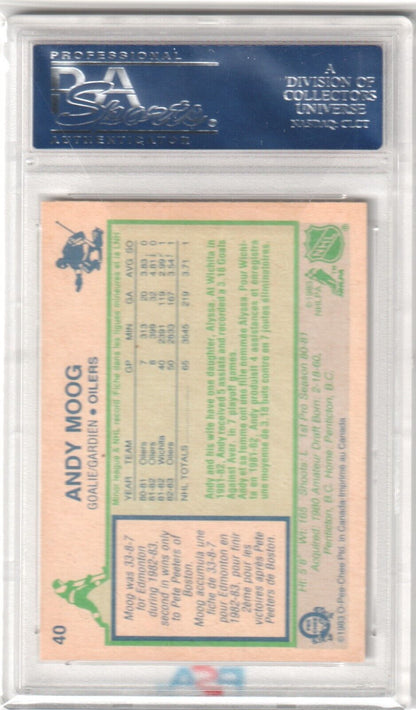 PROFESSIONAL
PSA
Sports
AUTHENTICATOR
A
DIVISION OF
COLLECTORS
UNIVERSE
NASDAQ: CLCT
40
ANDY MOOG
GOALIE/GARDIEN • OILERS
Minor league & NHL record/Fiche dans les ligues mineures et la LNH
YEAR TEAM GP MIN GA AVG SO
80-81 Oilers 7 313 20 3.83 0
81-82 Oilers 8 399 32 4.81 0
81-82 Wichita 40 2391 119 2.99 1
82-83 Oilers 50 2833 167 3.54 1
NHL TOTALS 65 3545 219 3.71 1
Moog was 33-8-7
for Edmonton
during 1982-83,
second in wins only
to Pete Peeters of
Boston.
Moog accumula une
fiche de 33-8-7
pour Edmonton en
1982-83, pour finir
2ème pour les
victoires après Pete
Peeters de Boston.
Andy and his wife have one daughter, Alyssa. At Wichita in
1981-82, Andy received 5 assists and recorded a 3.18 Goals
Against Aver. in 7 playoff games.
Andy et sa femme ont une fille nommée Alyssa. Pour Wichi-
ta en 1981-82, Andy produisit 4 assistances et enregistra
moyenne de 3.18 buts contre en 7 joutes éliminatoires.
Ht: 5'8" Wt: 165 Shoots: L 1st Pro Season 80-81
Acquired: 1980 Amateur Draft Born: 2-18-60,
Penticton, B.C. Home: Penticton, B.C.
©1983 O-Pee-Chee Ptd. in Canada Imprimé au Canada
©1983
NHLPA
NHL
®
NHLPA
PSA